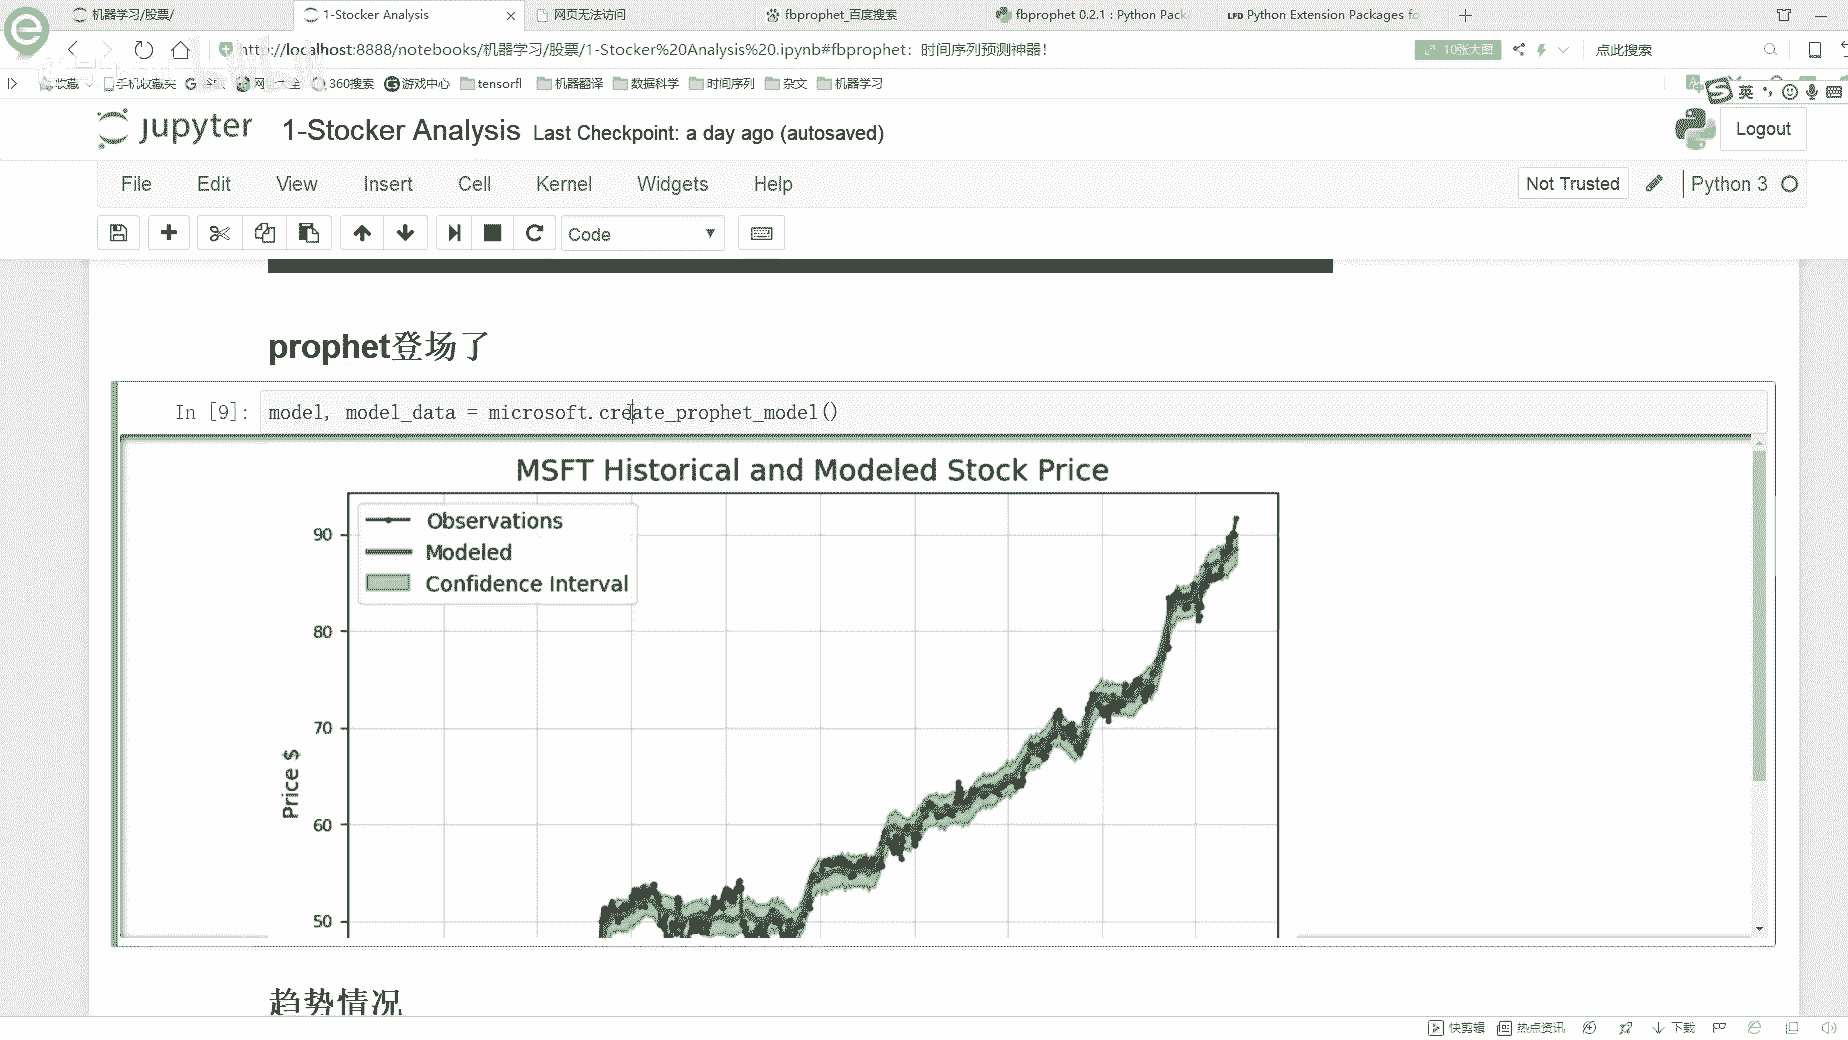 机器学习/股票/
1-Stocker Analysis
网页无法访问
fbprophet_百度搜索
fbprophet 0.2.1 : Python Pack
LFD Python Extension Packages fo
http://localhost:8888/notebooks/机器学习/股票/1-Stocker%20Analysis%20.ipynb#fbprophet：时间序列预测神器！
10张大图
点此搜索
收藏
手机收藏夹
网址大全
360搜索
游戏中心
tensorfl
机器翻译
数据科学
时间序列
杂文
机器学习
英
jupyter
1-Stocker Analysis
Last Checkpoint: a day ago (autosaved)
Logout
File
Edit
View
Insert
Cell
Kernel
Widgets
Help
Not Trusted
Python 3
Code
prophet登场了
In [9]:
model, model_data = microsoft.create_prophet_model()
MSFT Historical and Modeled Stock Price
Observations
Modeled
Confidence Interval
90
80
70
60
50
Price $
趋势情况
快剪辑
热点资讯
下载